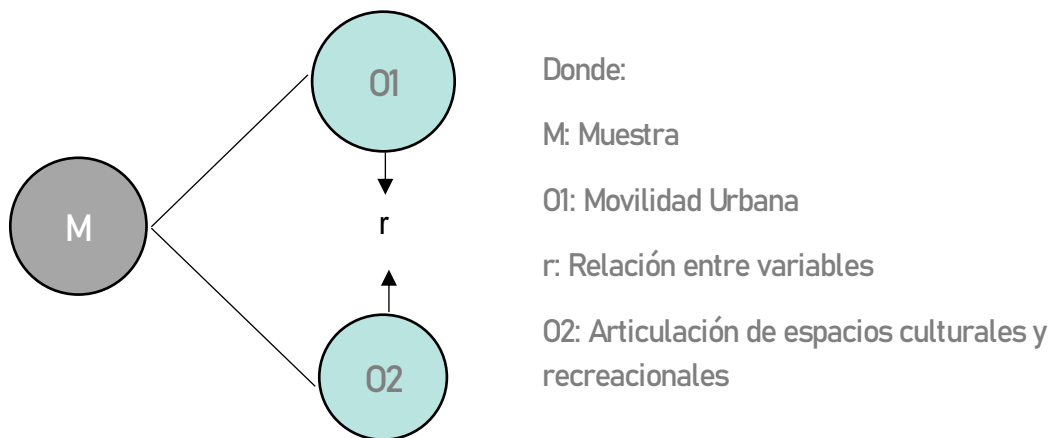 O1
M
r
O2
Donde:
M: Muestra
O1: Movilidad Urbana
r: Relación entre variables
O2: Articulación de espacios culturales y
recreacionales